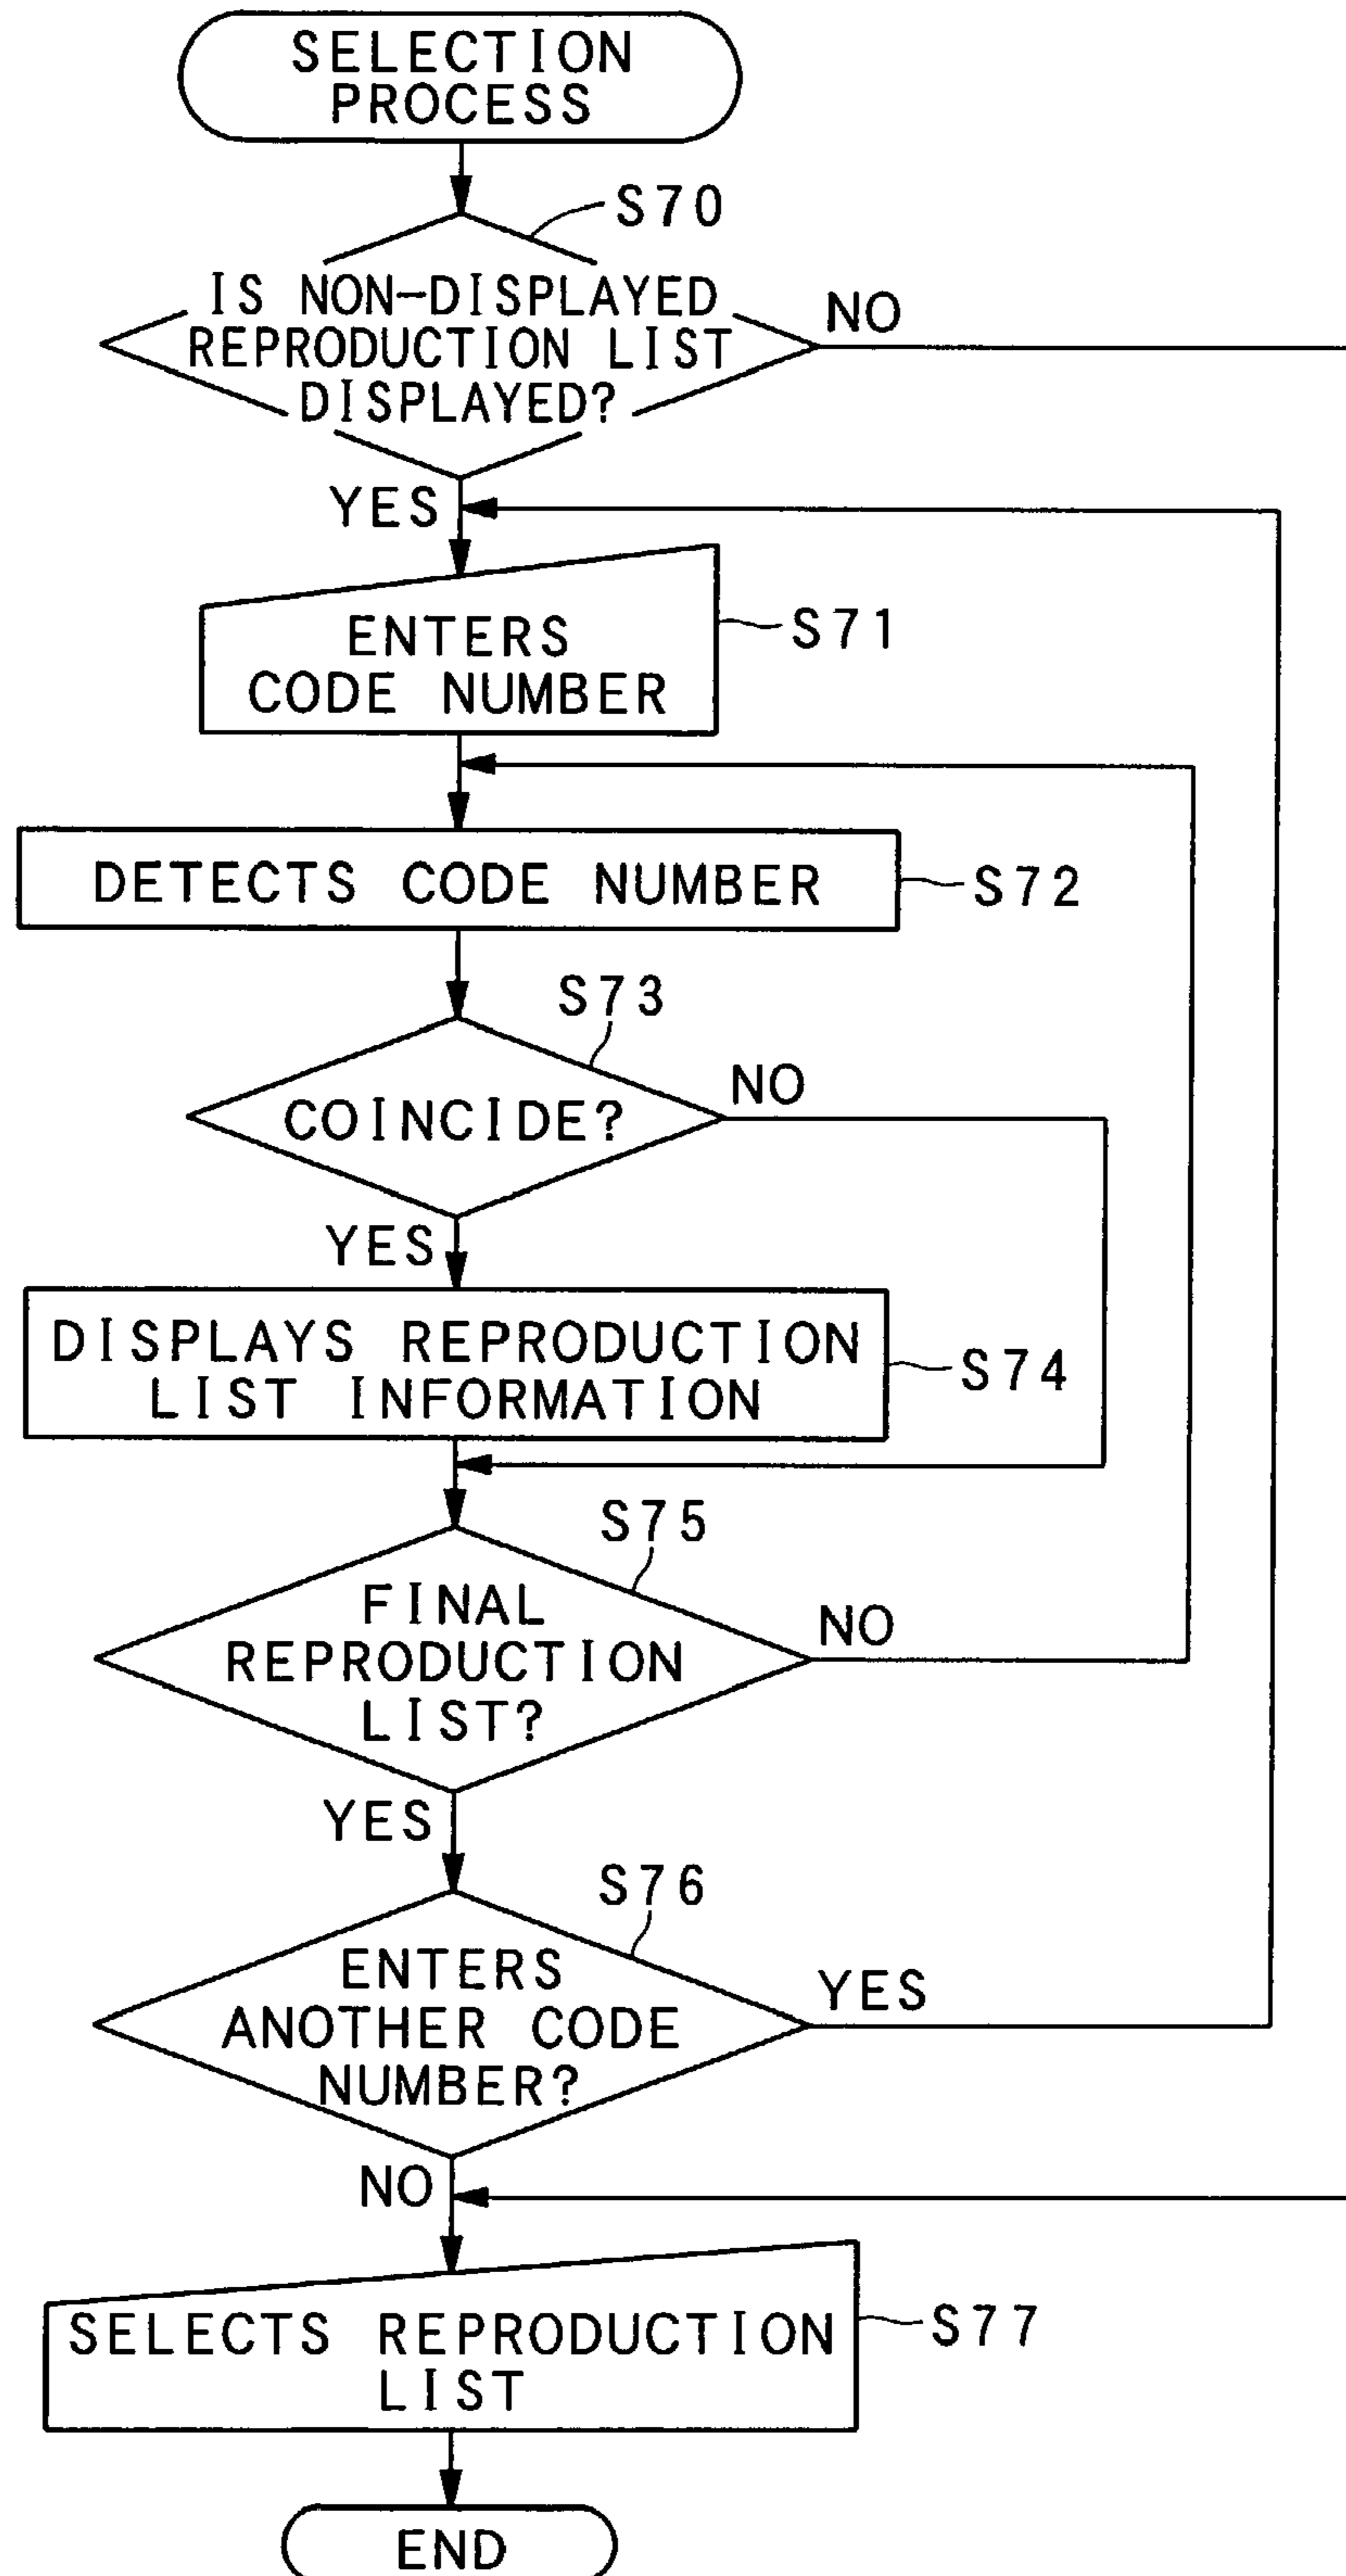 SELECTION
PROCESS
S70
IS NON-DISPLAYED
REPRODUCTION LIST
DISPLAYED?
NO
YES
ENTERS
CODE NUMBER
S71
DETECTS CODE NUMBER
S72
S73
COINCIDE?
NO
YES
DISPLAYS REPRODUCTION
LIST INFORMATION
S74
S75
FINAL
REPRODUCTION
LIST?
NO
YES
S76
ENTERS
ANOTHER CODE
NUMBER?
YES
NO
SELECTS REPRODUCTION
LIST
S77
END